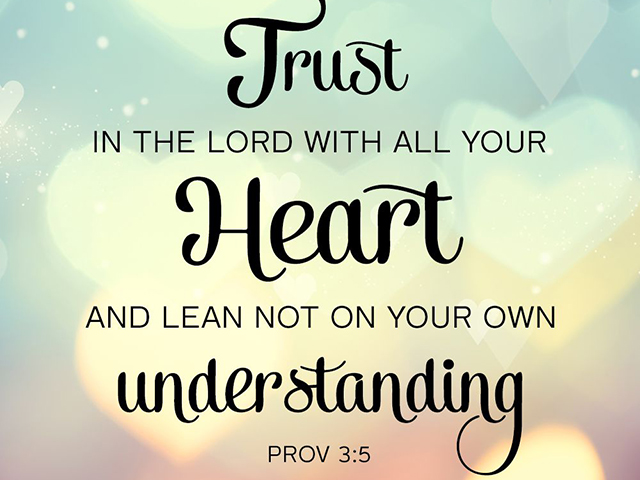 Trust
IN THE LORD WITH ALL YOUR
Heart
AND LEAN NOT ON YOUR OWN
understanding
PROV 3:5